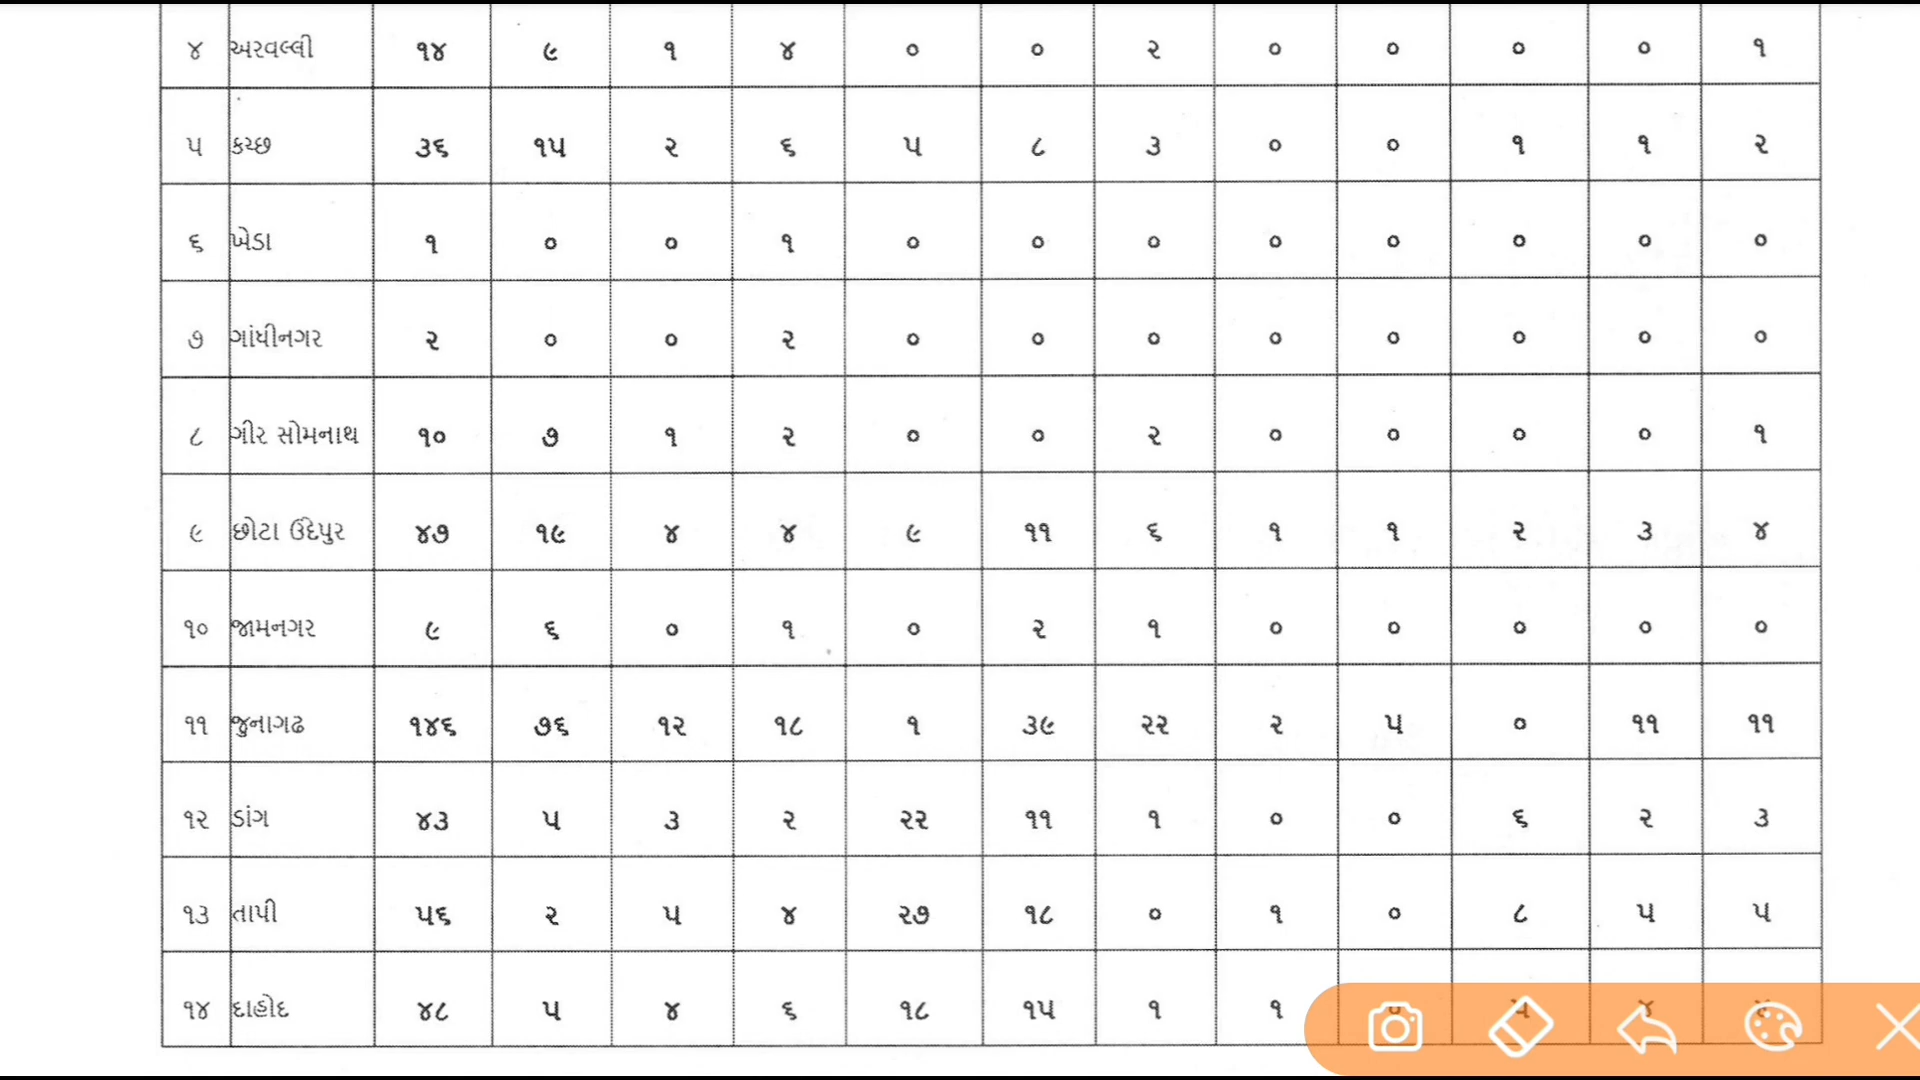 ૪ અરવલ્લી ૧૪ ૯ ૧ ૪ ૦ ૦ ૨ ૦ ૦ ૦ ૦ ૧
૫ કચ્છ ૩૬ ૧૫ ૨ ૬ ૫ ૮ ૩ ૦ ૦ ૧ ૧ ૨
૬ ખેડા ૧ ૦ ૦ ૧ ૦ ૦ ૦ ૦ ૦ ૦ ૦ ૦
૭ ગાંધીનગર ૨ ૦ ૦ ૨ ૦ ૦ ૦ ૦ ૦ ૦ ૦ ૦
૮ ગીર સોમનાથ ૧૦ ૭ ૧ ૨ ૦ ૦ ૨ ૦ ૦ ૦ ૦ ૧
૯ છોટા ઉદેપુર ૪૭ ૧૯ ૪ ૪ ૯ ૧૧ ૬ ૧ ૧ ૨ ૩ ૪
૧૦ જામનગર ૯ ૬ ૦ ૧ ૦ ૨ ૧ ૦ ૦ ૦ ૦ ૦
૧૧ જુનાગઢ ૧૪૬ ૭૬ ૧૨ ૧૮ ૧ ૩૯ ૨૨ ૨ ૫ ૦ ૧૧ ૧૧
૧૨ ડાંગ ૪૩ ૫ ૩ ૨ ૨૨ ૧૧ ૧ ૦ ૦ ૬ ૨ ૩
૧૩ તાપી ૫૬ ૨ ૫ ૪ ૨૭ ૧૮ ૦ ૧ ૦ ૮ ૫ ૫
૧૪ દાહોદ ૪૮ ૫ ૪ ૬ ૧૮ ૧૫ ૧ ૧